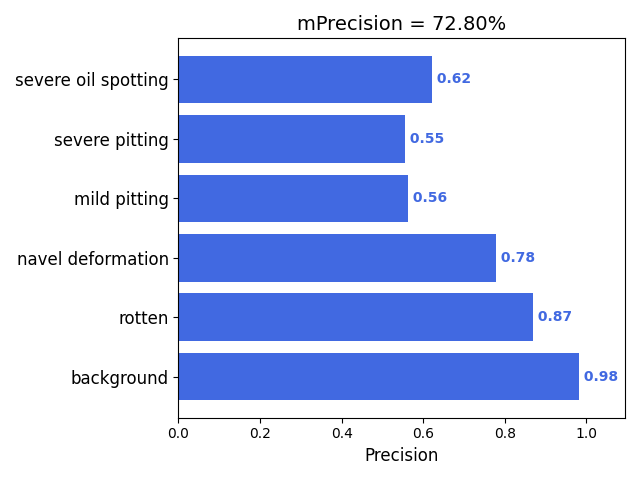 mPrecision = 72.80%
severe oil spotting 0.62
severe pitting 0.55
mild pitting 0.56
navel deformation 0.78
rotten 0.87
background 0.98
0.0 0.2 0.4 0.6 0.8 1.0
Precision